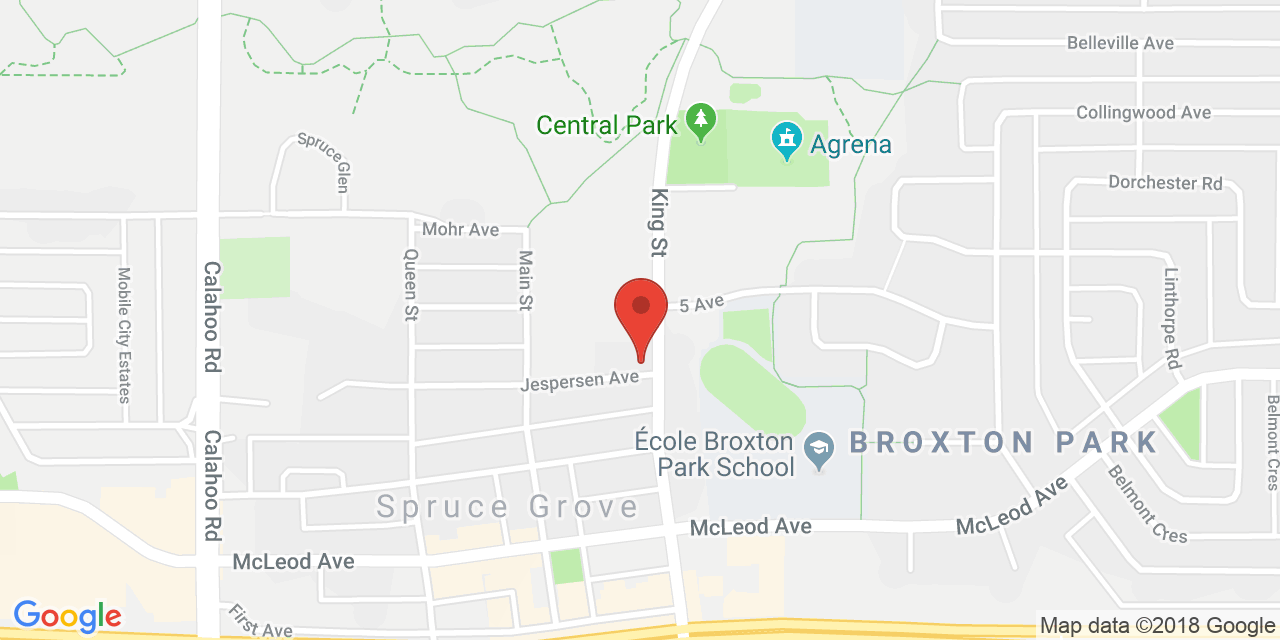 Belleville Ave
Collingwood Ave
Central Park
Agrena
Spruce Glen
Dorchester Rd
King St
Mohr Ave
Queen St
Main St
Calahoo Rd
Mobile City Estates
Linthorpe Rd
5 Ave
Jespersen Ave
École Broxton
Park School
BROXTON PARK
Belmont Cres
Calahoo Rd
Spruce Grove
McLeod Ave
McLeod Ave
Belmont Cres
McLeod Ave
First Ave
Google
Map data ©2018 Google